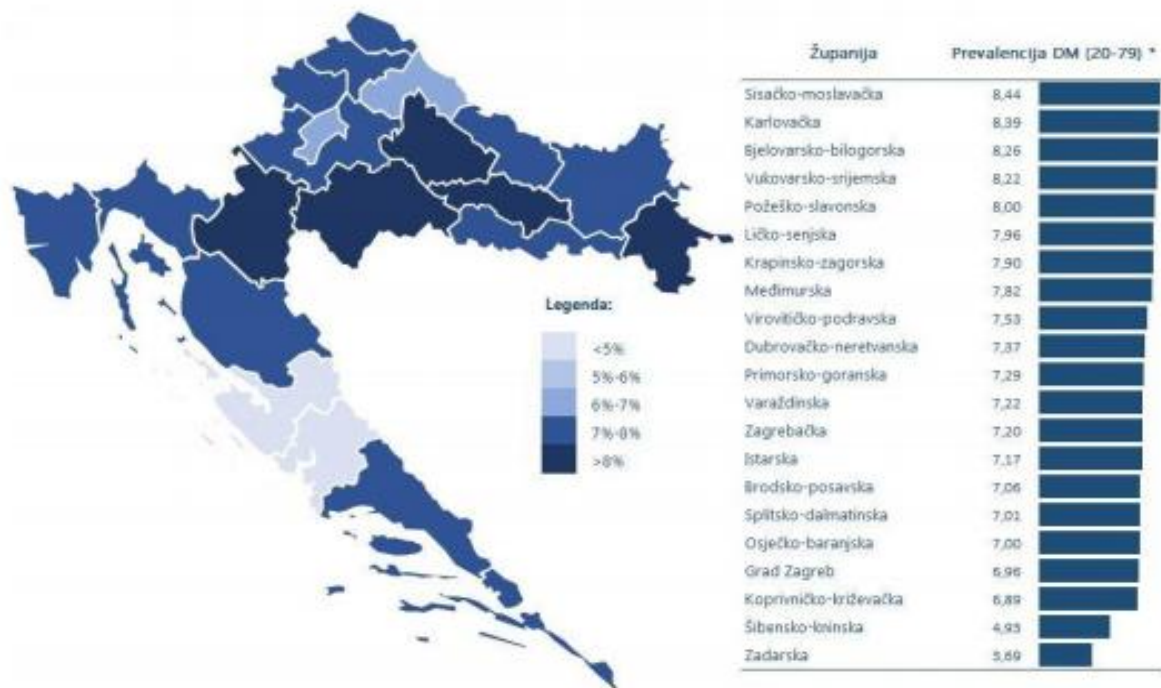 Legenda:
<5%
5%-6%
6%-7%
7%-8%
>8%
Županija Prevalencija DM (20-79) *
Sisačko-moslavačka 8,44
Karlovačka 8,39
Bjelovarsko-bilogorska 8,26
Vukovarsko-srijemska 8,22
Požeško-slavonska 8,00
Ličko-senjska 7,96
Krapinsko-zagorska 7,90
Međimurska 7,82
Virovitičko-podravska 7,53
Dubrovačko-neretvanska 7,37
Primorsko-goranska 7,29
Varaždinska 7,22
Zagrebačka 7,20
Istarska 7,17
Brodsko-posavska 7,06
Splitsko-dalmatinska 7,01
Osječko-baranjska 7,00
Grad Zagreb 6,96
Koprivničko-križevačka 6,89
Šibensko-kninska 4,93
Zadarska 3,69